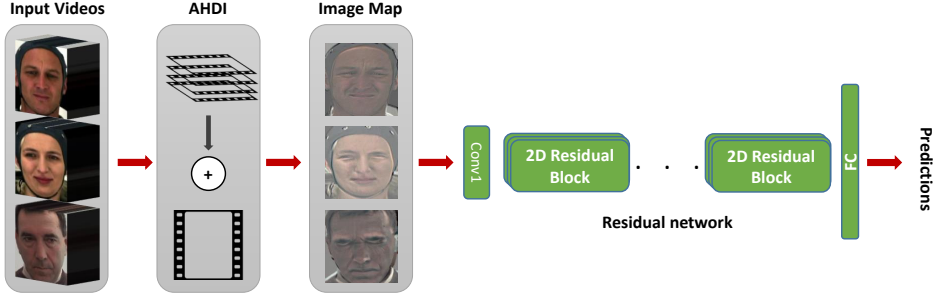 Input Videos
AHDI
Image Map
+
Conv1
2D Residual
Block
. . .
2D Residual
Block
FC
Predictions
Residual network